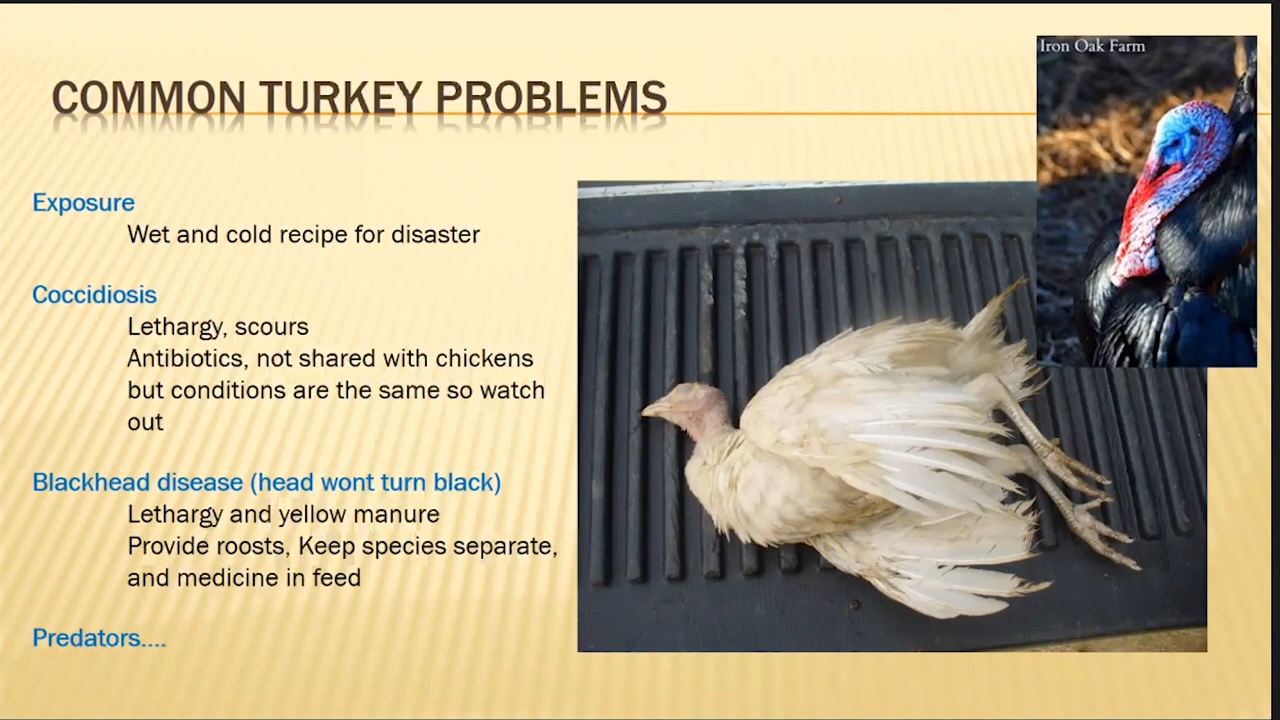 Iron Oak Farm
COMMON TURKEY PROBLEMS
Exposure
Wet and cold recipe for disaster
Coccidiosis
Lethargy, scours
Antibiotics, not shared with chickens
but conditions are the same so watch
out
Blackhead disease (head wont turn black)
Lethargy and yellow manure
Provide roosts, Keep species separate,
and medicine in feed
Predators....